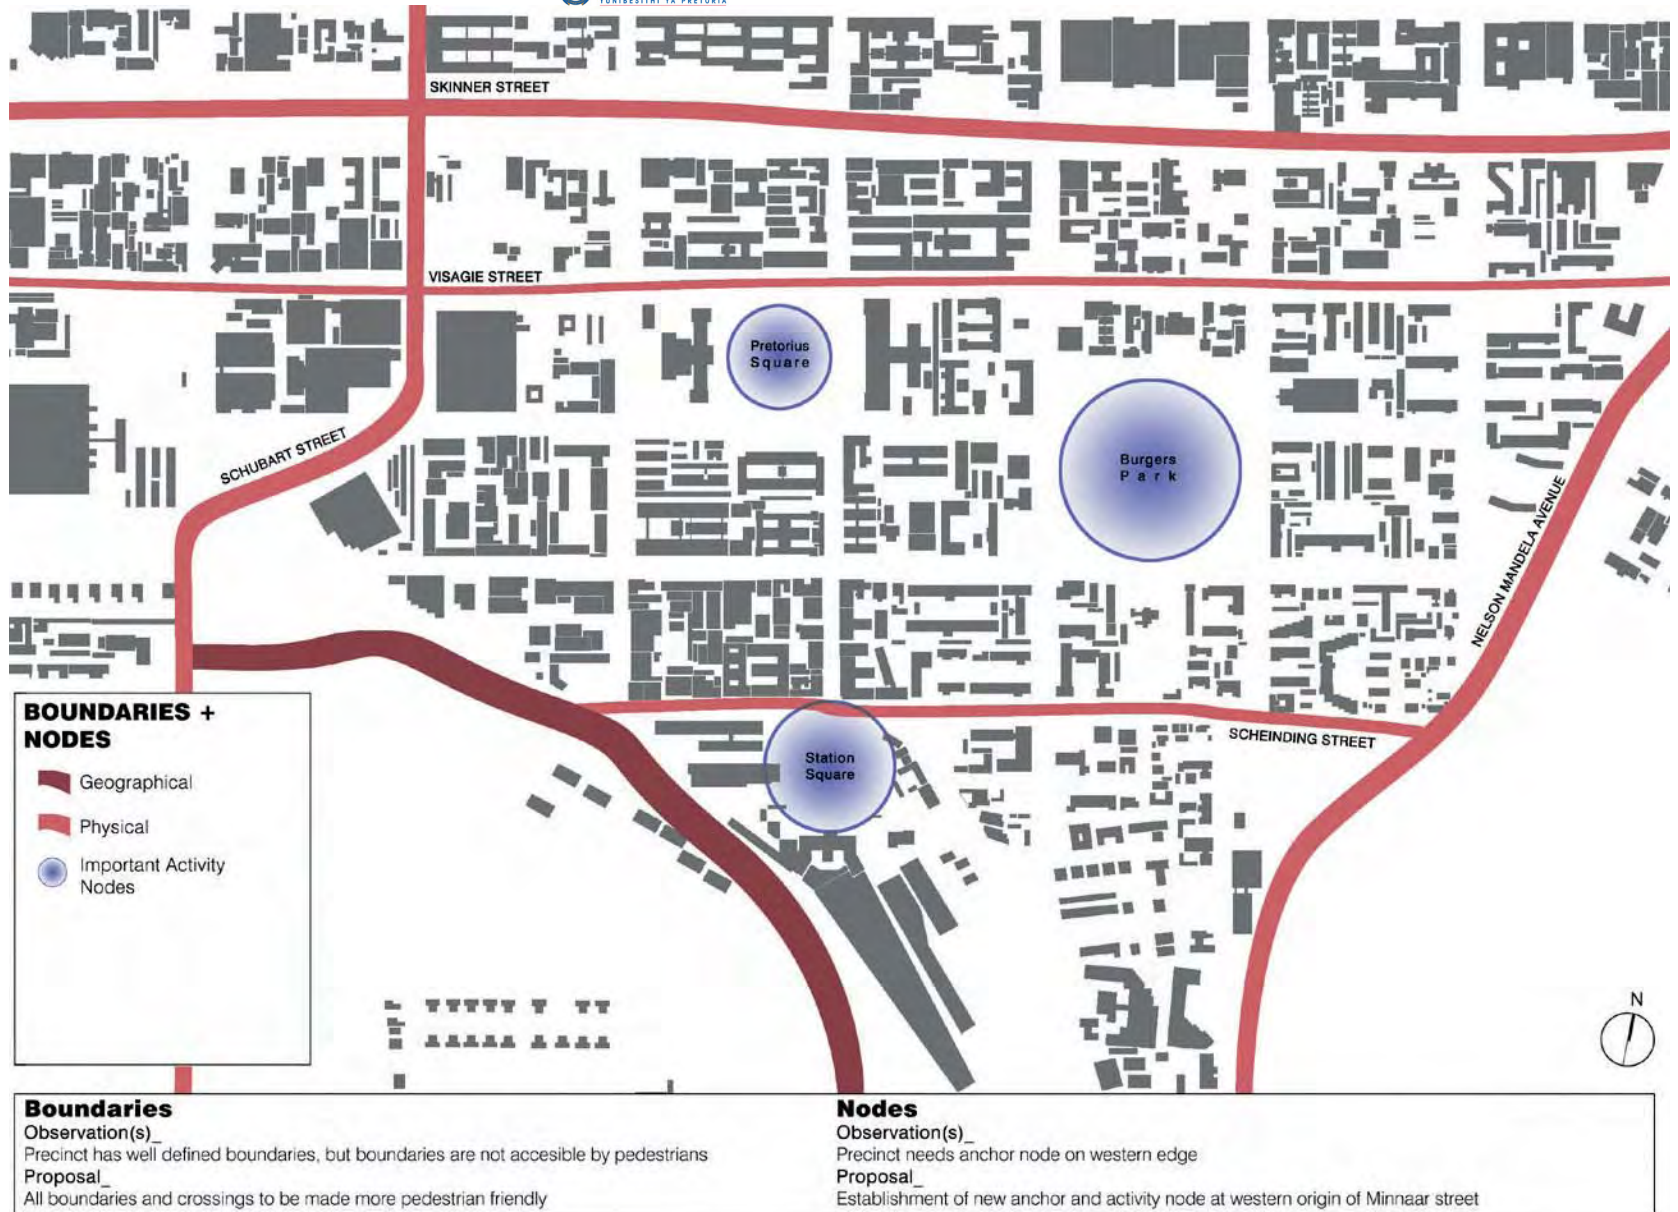 YUNIBESITHI YA PRETORIA
SKINNER STREET
VISAGIE STREET
Pretorius
Square
SCHUBART STREET
Burgers
Park
NELSON MANDELA AVENUE
SCHEINDING STREET
Station
Square
BOUNDARIES +
NODES
Geographical
Physical
Important Activity
Nodes
N
Boundaries
Observation(s)_
Precinct has well defined boundaries, but boundaries are not accesible by pedestrians
Proposal_
All boundaries and crossings to be made more pedestrian friendly
Nodes
Observation(s)_
Precinct needs anchor node on western edge
Proposal_
Establishment of new anchor and activity node at western origin of Minnaar street